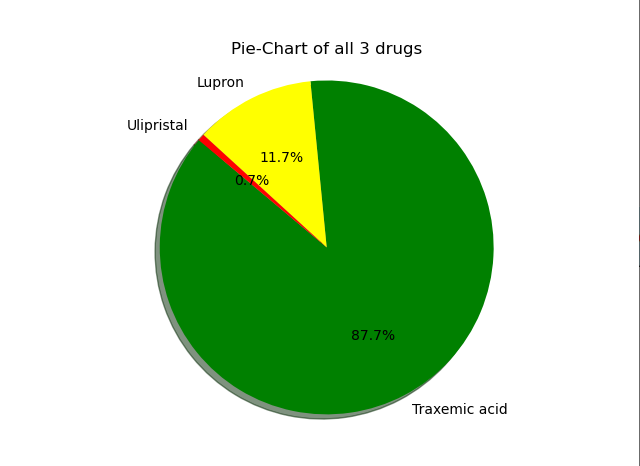 Pie-Chart of all 3 drugs
Lupron
Ulipristal
11.7%
0.7%
87.7%
Traxemic acid